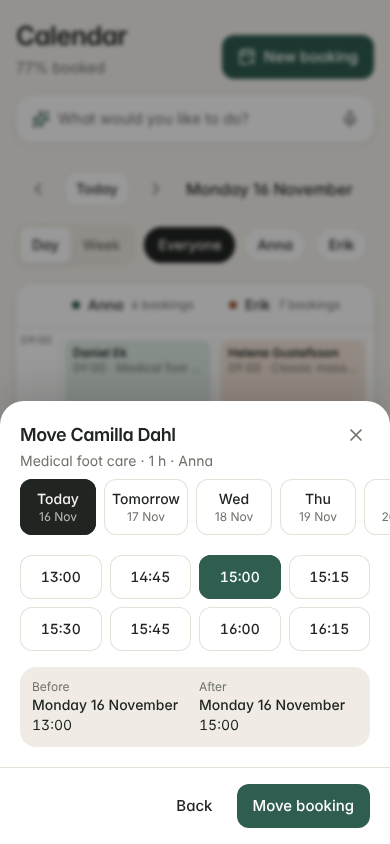 Calendar
77% booked
New booking
What would you like to do?
Today
Monday 16 November
Day
Week
Everyone
Anna
Erik
Anna 6 bookings
Erik 7 bookings
09:00
Daniel Ek
09:00 · Medical foot ...
Helena Gustafsson
09:00 · Classic mass...
Move Camilla Dahl
Medical foot care · 1 h · Anna
Today
16 Nov
Tomorrow
17 Nov
Wed
18 Nov
Thu
19 Nov
13:00
14:45
15:00
15:15
15:30
15:45
16:00
16:15
Before
Monday 16 November
13:00
After
Monday 16 November
15:00
Back
Move booking